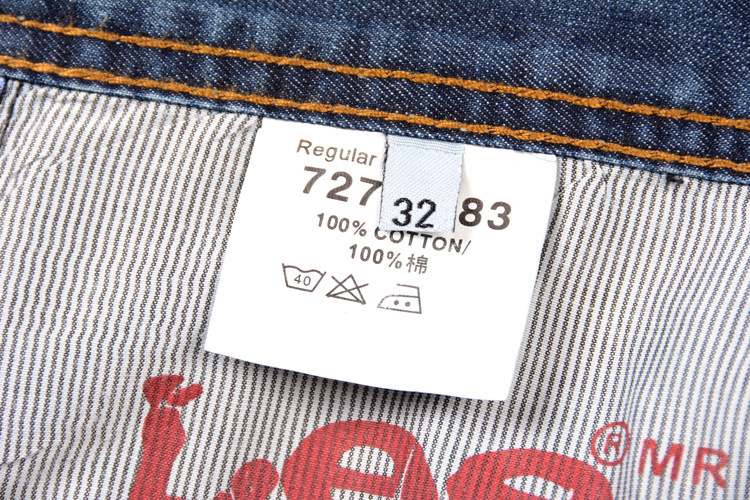 Regular
727 83
32
100% COTTON/
100%棉
40
Lee® MR